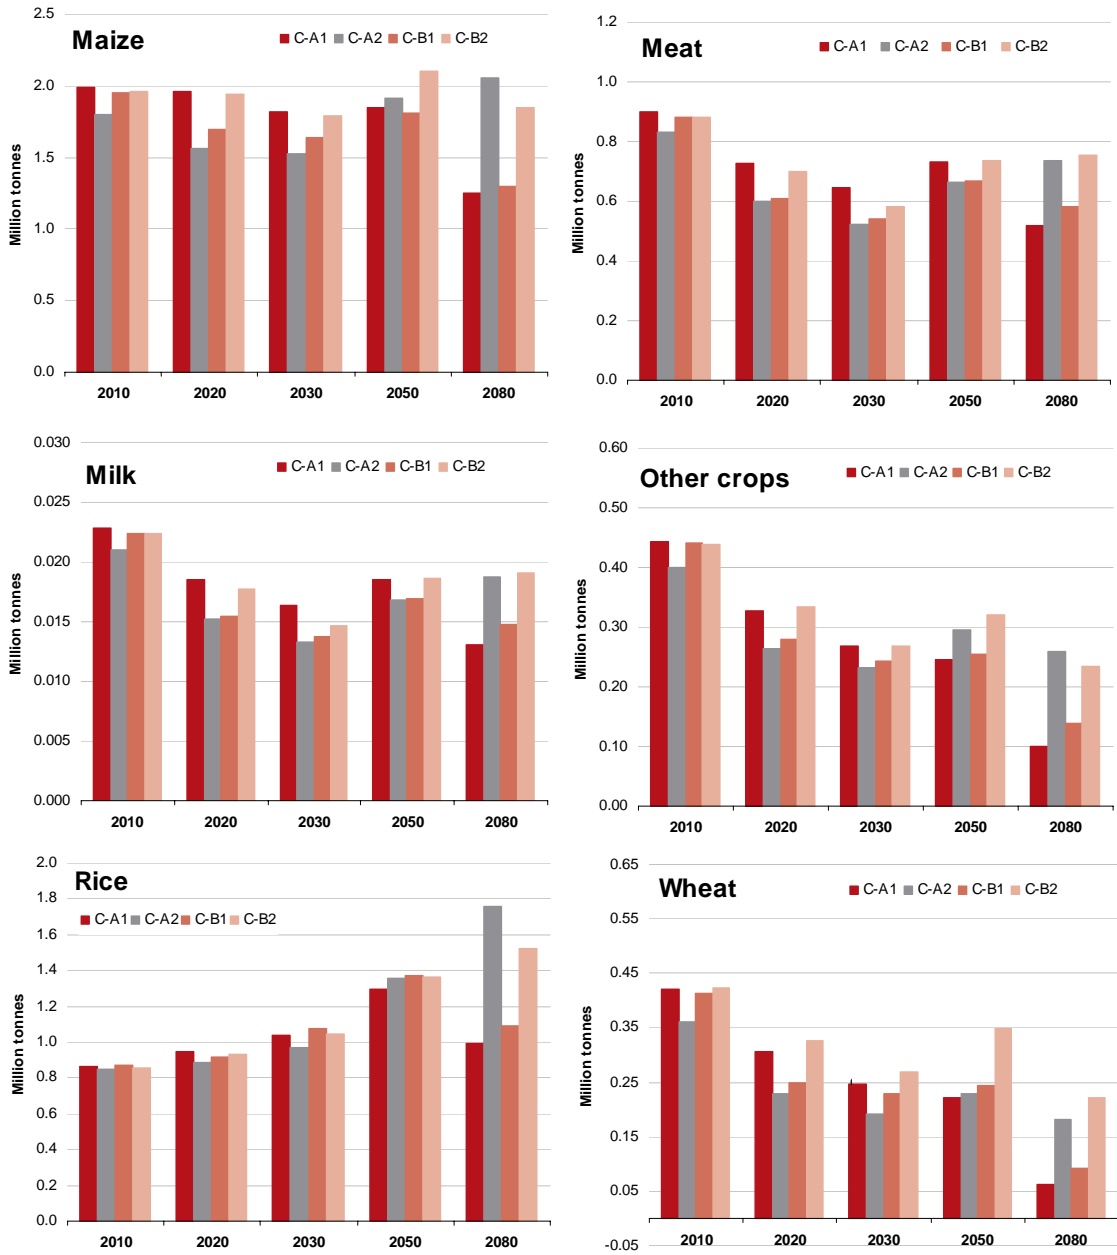 Maize
C-A1 C-A2 C-B1 C-B2
Million tonnes
2.5
2.0
1.5
1.0
0.5
0.0
2010 2020 2030 2050 2080
Meat
C-A1 C-A2 C-B1 C-B2
Million tonnes
1.2
1.0
0.8
0.6
0.4
0.2
0.0
2010 2020 2030 2050 2080
Milk
C-A1 C-A2 C-B1 C-B2
Million tonnes
0.030
0.025
0.020
0.015
0.010
0.005
0.000
2010 2020 2030 2050 2080
Other crops
C-A1 C-A2 C-B1 C-B2
Million tonnes
0.60
0.50
0.40
0.30
0.20
0.10
0.00
2010 2020 2030 2050 2080
Rice
C-A1 C-A2 C-B1 C-B2
Million tonnes
2.0
1.8
1.6
1.4
1.2
1.0
0.8
0.6
0.4
0.2
0.0
2010 2020 2030 2050 2080
Wheat
C-A1 C-A2 C-B1 C-B2
Million tonnes
0.65
0.55
0.45
0.35
0.25
0.15
0.05
-0.05
2010 2020 2030 2050 2080